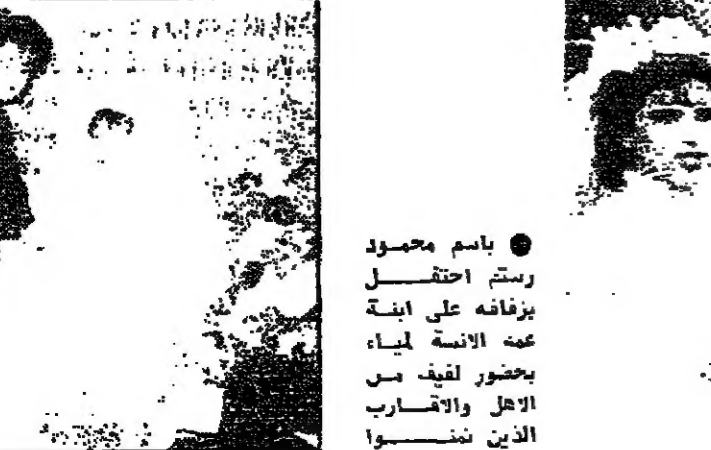 ● باسم محمود
رستم احتفل
بزفافه على ابنة
عمه الانسة لمياء
بحضور لفيف من
الاهل والاقارب
الذين تمنوا